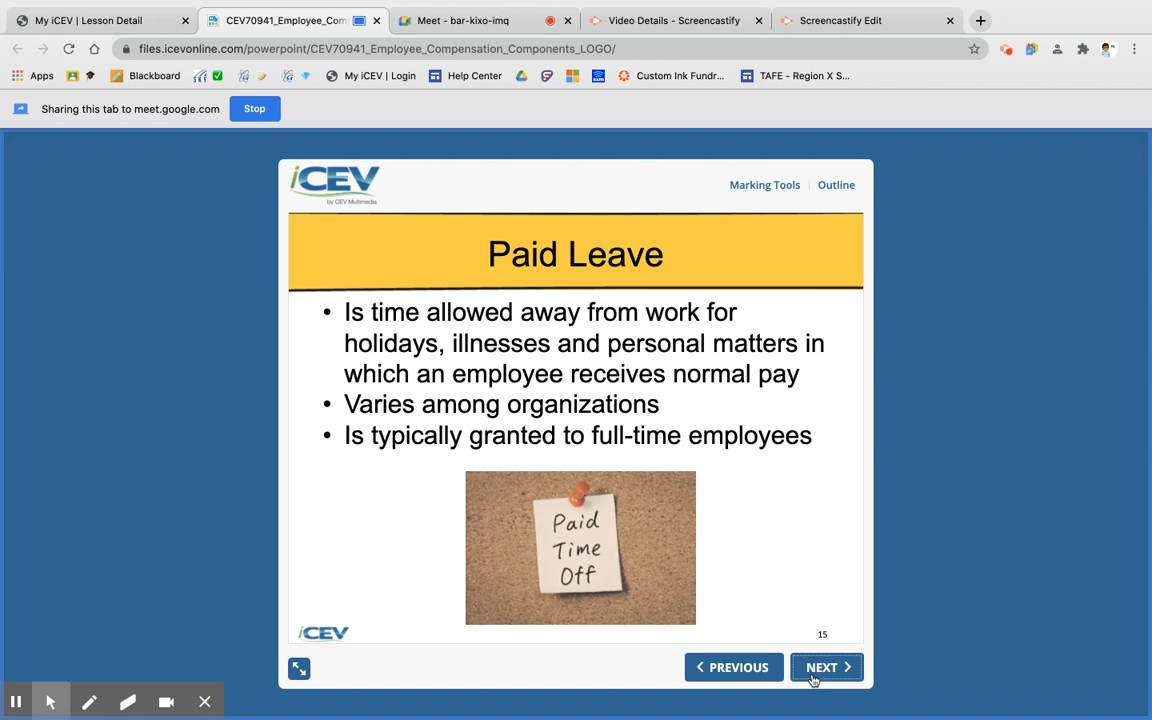 My iCEV | Lesson Detail
CEV70941_Employee_Com
Meet - bar-kixo-imq
Video Details - Screencastify
Screencastify Edit
files.icevonline.com/powerpoint/CEV70941_Employee_Compensation_Components_LOGO/
Apps Blackboard My iCEV | Login Help Center Custom Ink Fundr... TAFE - Region X S...
Sharing this tab to meet.google.com Stop
iCEV
by CEV Multimedia
Marking Tools | Outline
Paid Leave
• Is time allowed away from work for
holidays, illnesses and personal matters in
which an employee receives normal pay
• Varies among organizations
• Is typically granted to full-time employees
Paid
Time
Off
iCEV
15
PREVIOUS
NEXT